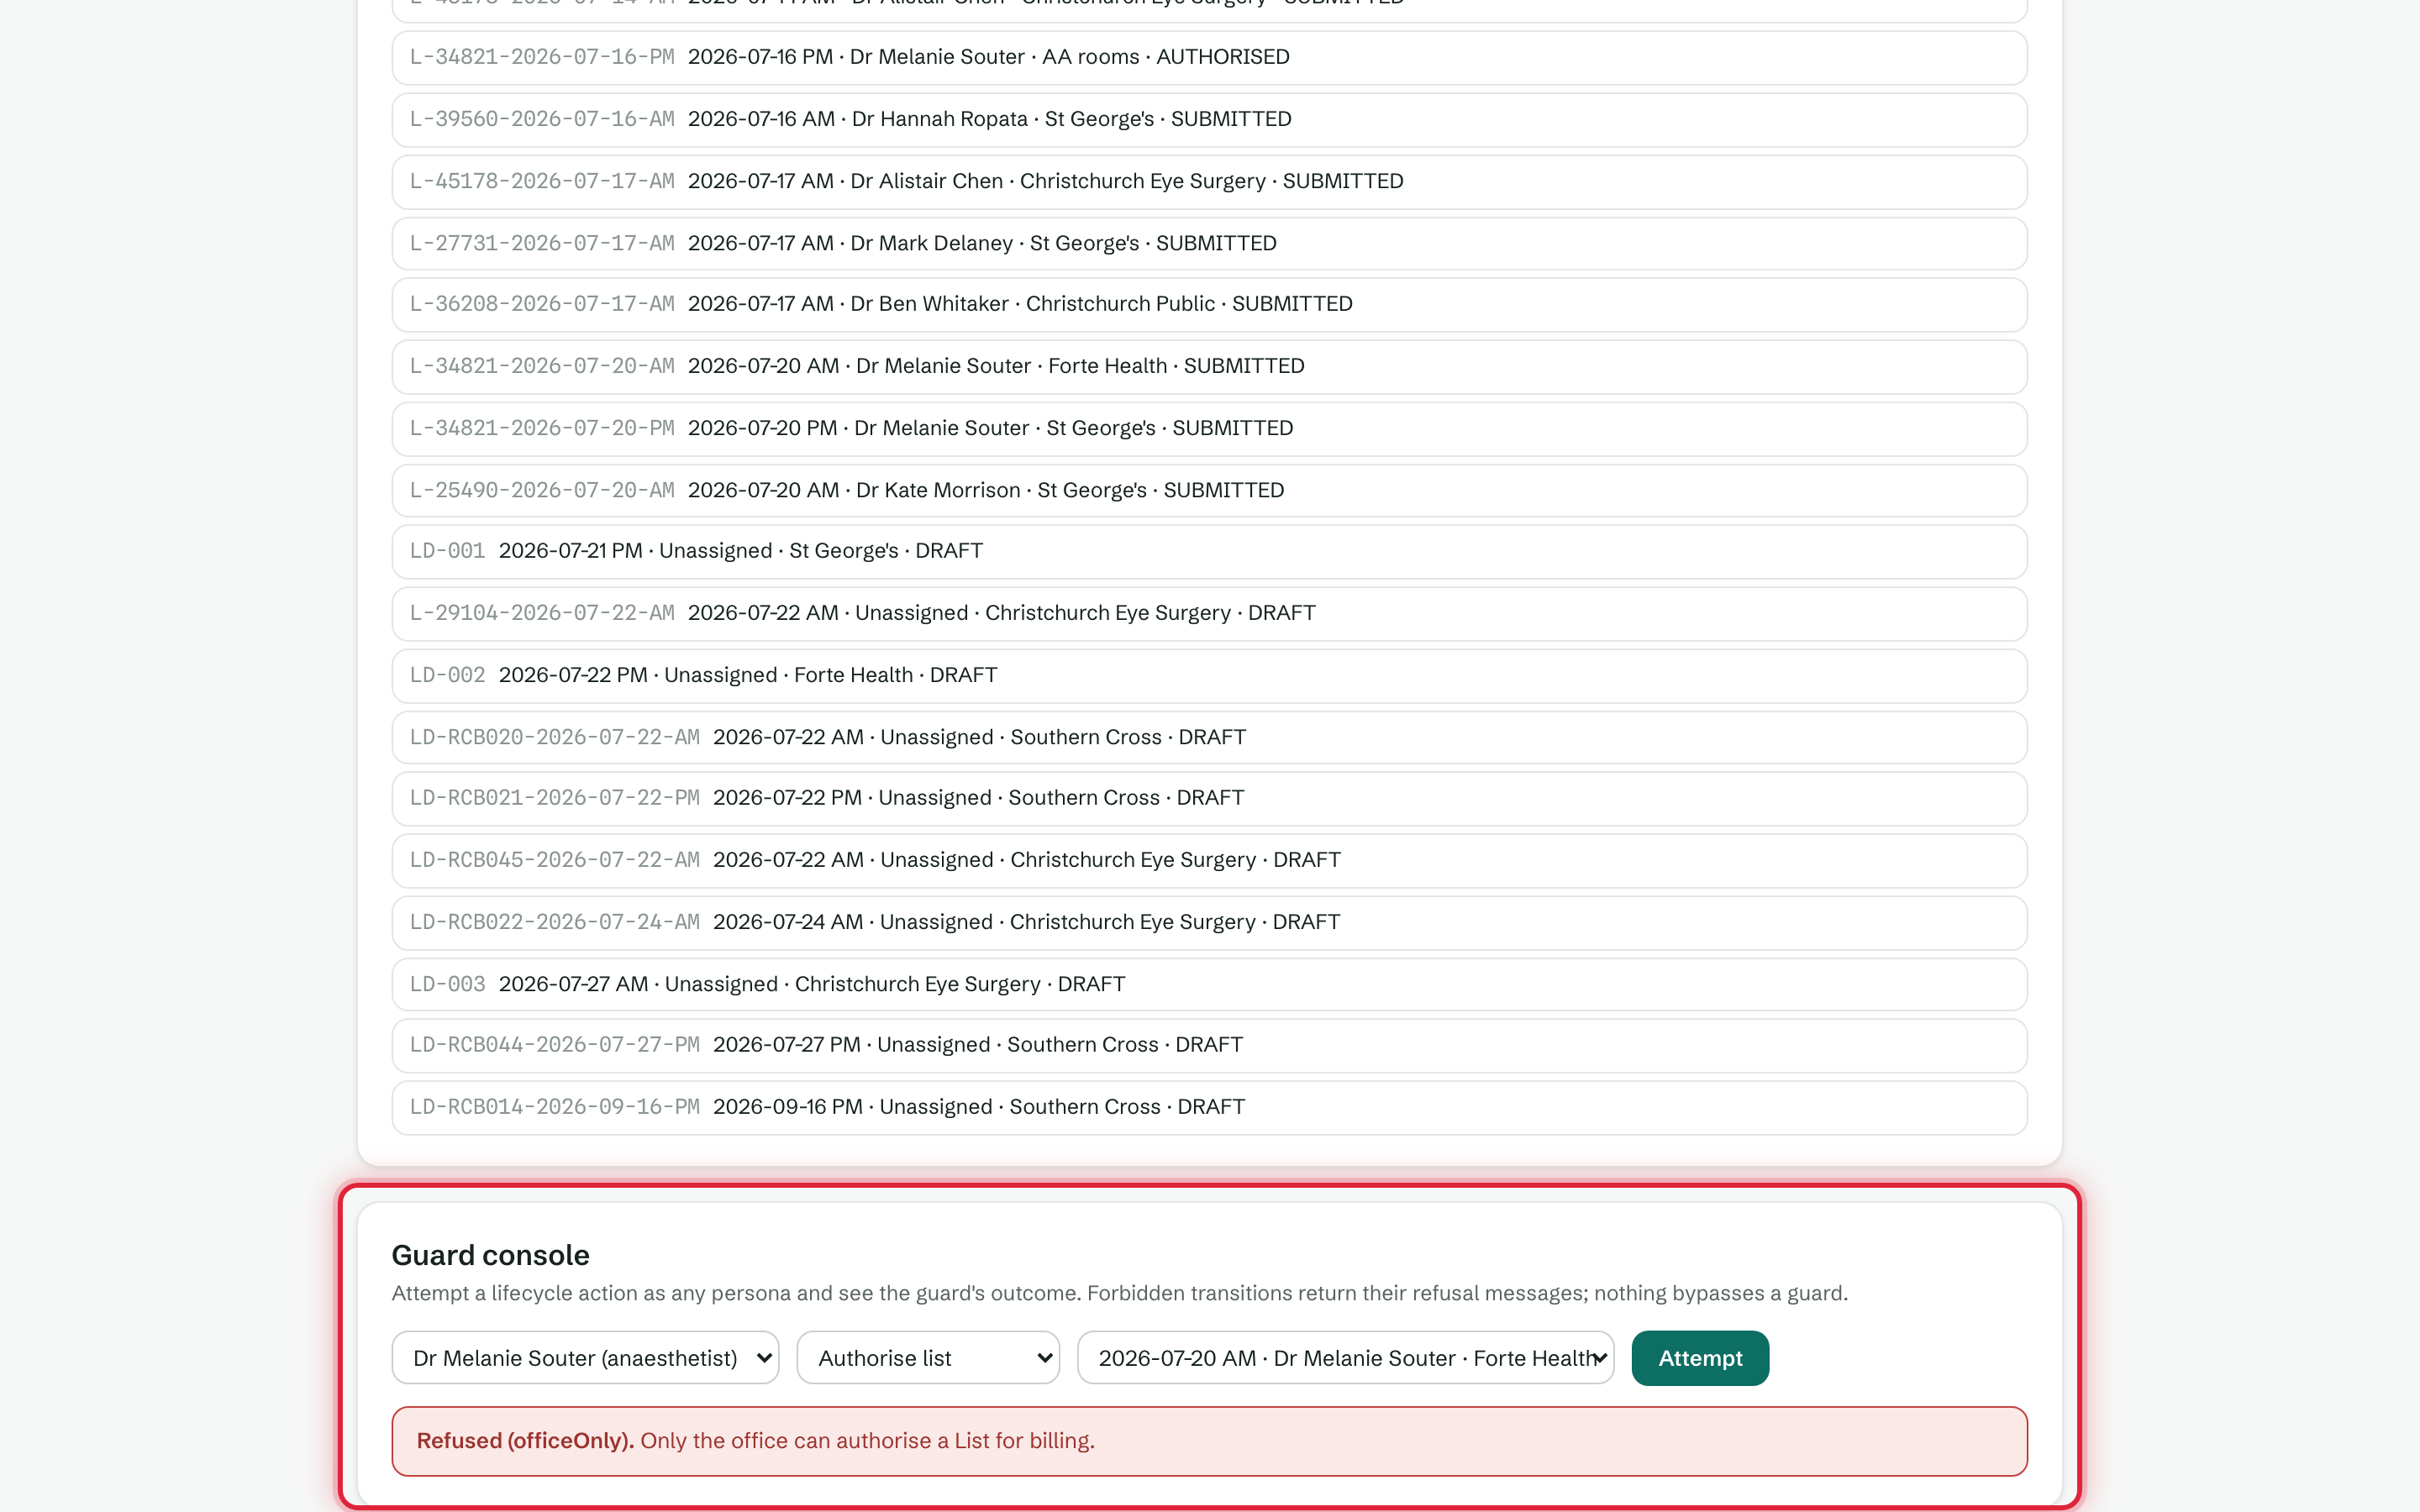 L-34821-2026-07-16-PM 2026-07-16 PM · Dr Melanie Souter · AA rooms · AUTHORISED
L-39560-2026-07-16-AM 2026-07-16 AM · Dr Hannah Ropata · St George's · SUBMITTED
L-45178-2026-07-17-AM 2026-07-17 AM · Dr Alistair Chen · Christchurch Eye Surgery · SUBMITTED
L-27731-2026-07-17-AM 2026-07-17 AM · Dr Mark Delaney · St George's · SUBMITTED
L-36208-2026-07-17-AM 2026-07-17 AM · Dr Ben Whitaker · Christchurch Public · SUBMITTED
L-34821-2026-07-20-AM 2026-07-20 AM · Dr Melanie Souter · Forte Health · SUBMITTED
L-34821-2026-07-20-PM 2026-07-20 PM · Dr Melanie Souter · St George's · SUBMITTED
L-25490-2026-07-20-AM 2026-07-20 AM · Dr Kate Morrison · St George's · SUBMITTED
LD-001 2026-07-21 PM · Unassigned · St George's · DRAFT
L-29104-2026-07-22-AM 2026-07-22 AM · Unassigned · Christchurch Eye Surgery · DRAFT
LD-002 2026-07-22 PM · Unassigned · Forte Health · DRAFT
LD-RCB020-2026-07-22-AM 2026-07-22 AM · Unassigned · Southern Cross · DRAFT
LD-RCB021-2026-07-22-PM 2026-07-22 PM · Unassigned · Southern Cross · DRAFT
LD-RCB045-2026-07-22-AM 2026-07-22 AM · Unassigned · Christchurch Eye Surgery · DRAFT
LD-RCB022-2026-07-24-AM 2026-07-24 AM · Unassigned · Christchurch Eye Surgery · DRAFT
LD-003 2026-07-27 AM · Unassigned · Christchurch Eye Surgery · DRAFT
LD-RCB044-2026-07-27-PM 2026-07-27 PM · Unassigned · Southern Cross · DRAFT
LD-RCB014-2026-09-16-PM 2026-09-16 PM · Unassigned · Southern Cross · DRAFT
Guard console
Attempt a lifecycle action as any persona and see the guard's outcome. Forbidden transitions return their refusal messages; nothing bypasses a guard.
Dr Melanie Souter (anaesthetist) Authorise list 2026-07-20 AM · Dr Melanie Souter · Forte Health Attempt
Refused (officeOnly). Only the office can authorise a List for billing.